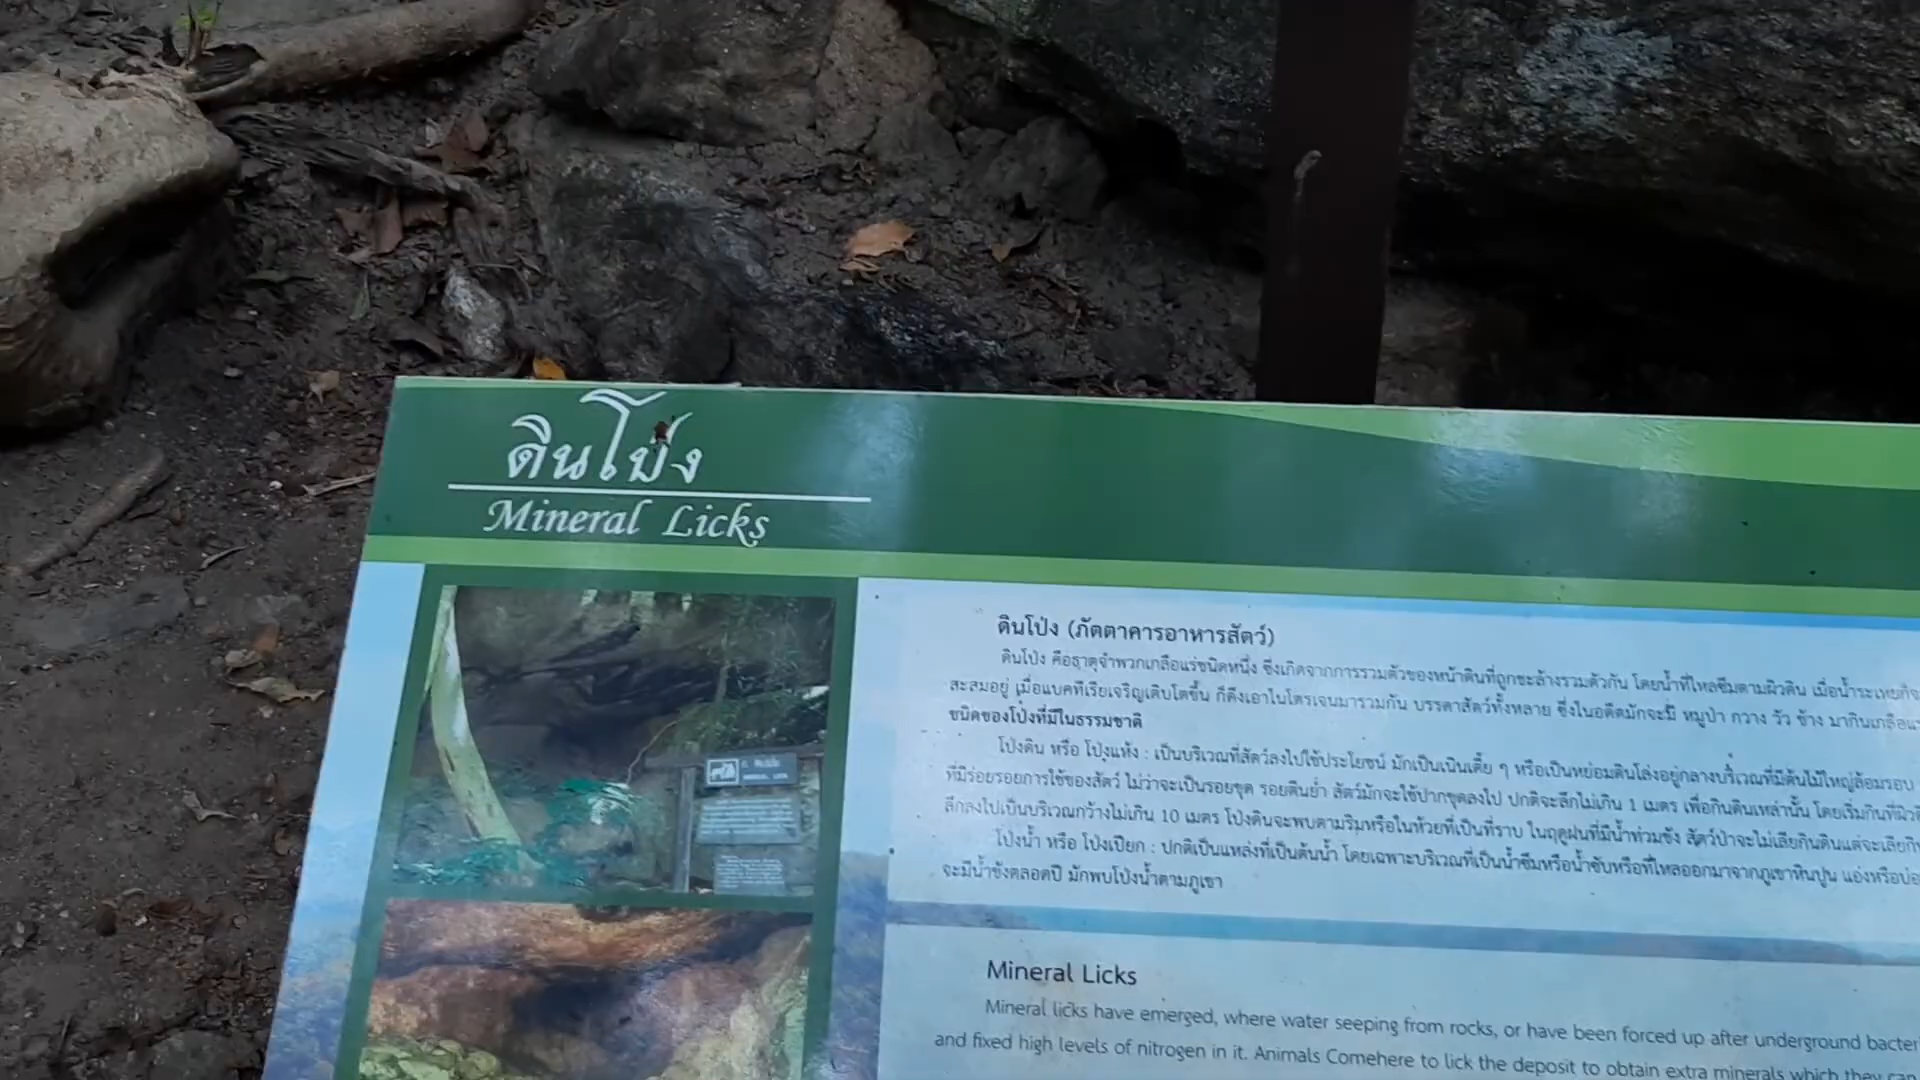 ดินโป่ง
Mineral Licks
ดินโป่ง (ภัตตาคารอาหารสัตว์)
ดินโป่ง คือธาตุจำพวกเกลือแร่ชนิดหนึ่ง ซึ่งเกิดจากการรวมตัวของหน้าดินที่ถูกชะล้างรวมตัวกัน โดยน้ำที่ไหลซึมตามผิวดิน เมื่อน้ำระเหยก็จะ
สะสมอยู่ เมื่อแบคทีเรียเจริญเติบโตขึ้น ก็ดึงเอาไนโตรเจนมารวมกัน บรรดาสัตว์ทั้งหลาย ซึ่งในอดีตมักจะมี หมูป่า กวาง วัว ช้าง มากินเกลือแร่
ชนิดของโป่งที่มีในธรรมชาติ
โป่งดิน หรือ โป่งแห้ง : เป็นบริเวณที่สัตว์ลงไปใช้ประโยชน์ มักเป็นเนินเตี้ย ๆ หรือเป็นหย่อมดินโล่งอยู่กลางบริเวณที่มีต้นไม้ใหญ่ล้อมรอบ
ที่มีร่อยรอยการใช้ของสัตว์ ไม่ว่าจะเป็นรอยขุด รอยตีนย่ำ สัตว์มักจะใช้ปากขุดลงไป ปกติจะลึกไม่เกิน 1 เมตร เพื่อกินดินเหล่านั้น โดยเริ่มกินที่ผิวดิ
ลึกลงไปเป็นบริเวณกว้างไม่เกิน 10 เมตร โป่งดินจะพบตามริมหรือในห้วยที่เป็นที่ราบ ในฤดูฝนที่มีน้ำท่วมขัง สัตว์ป่าจะไม่เลียกินดินแต่จะเลียกิน
โป่งน้ำ หรือ โป่งเปียก : ปกติเป็นแหล่งที่เป็นต้นน้ำ โดยเฉพาะบริเวณที่เป็นน้ำซึมหรือน้ำซับหรือที่ไหลออกมาจากภูเขาหินปูน แอ่งหรือบ่อ
จะมีน้ำขังตลอดปี มักพบโป่งน้ำตามภูเขา
Mineral Licks
Mineral licks have emerged, where water seeping from rocks, or have been forced up after underground bacter
and fixed high levels of nitrogen in it. Animals Comehere to lick the deposit to obtain extra minerals which they can